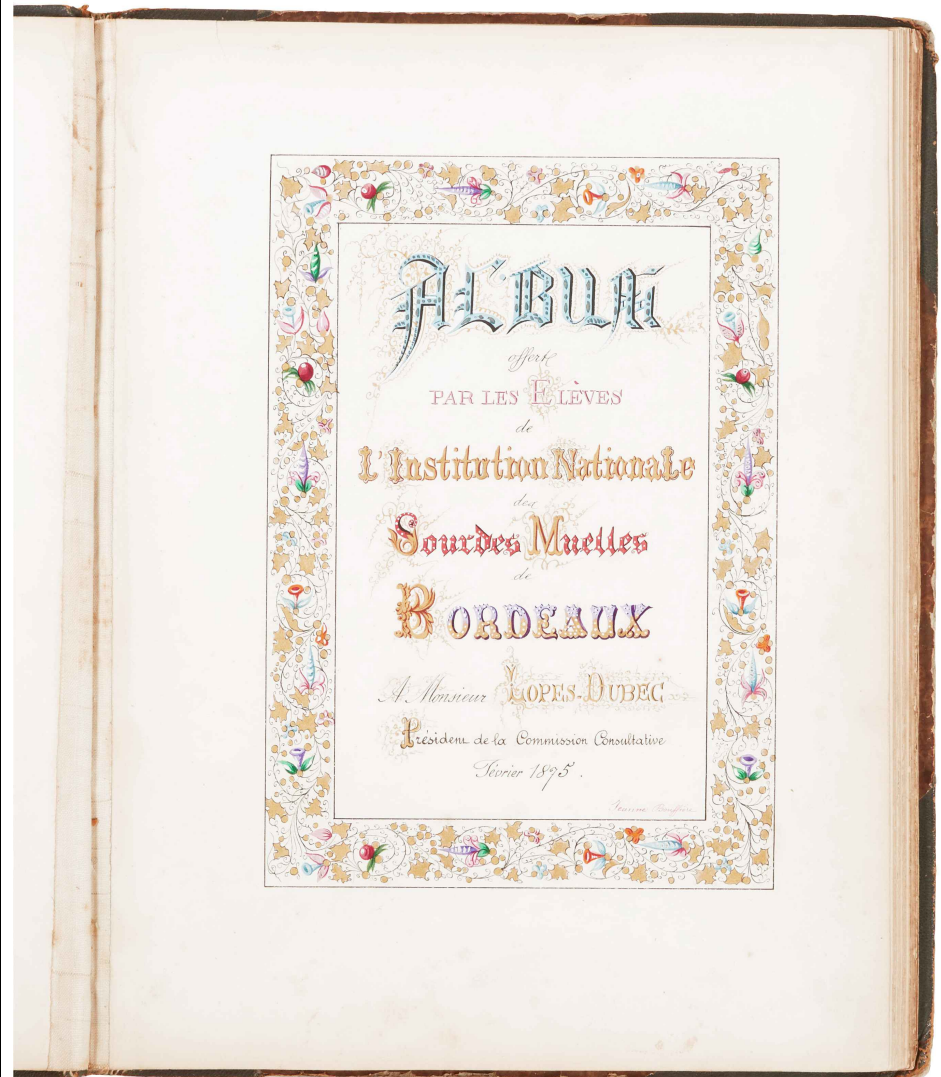 ALBUM
offert
PAR LES ELÈVES
de
L'Institution Nationale
des
Sourdes Muettes
de
BORDEAUX
A Monsieur LOPES-DUBEC
Président de la Commission Consultative
Février 1875.